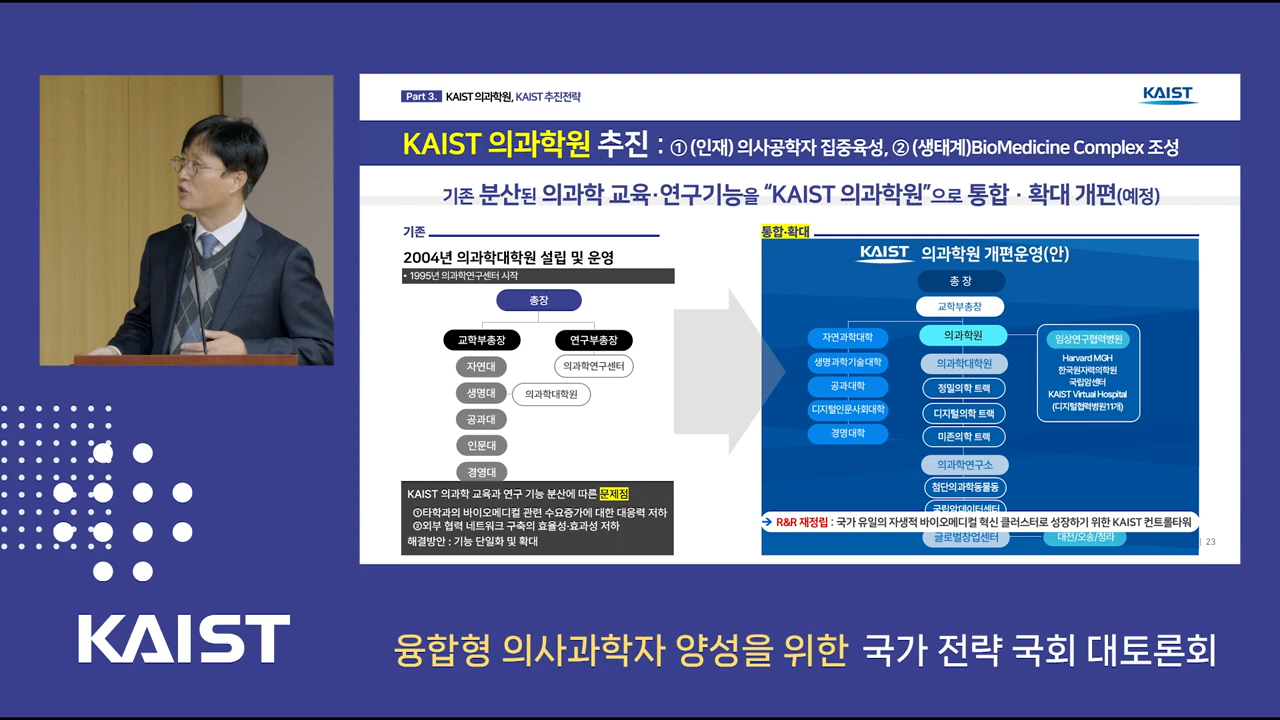 Part 3. KAIST 의과학원, KAIST 추진전략
KAIST
KAIST 의과학원 추진 : ① (인재) 의사공학자 집중육성, ② (생태계)BioMedicine Complex 조성
기존 분산된 의과학 교육·연구기능을 “KAIST 의과학원”으로 통합 · 확대 개편(예정)
기존
2004년 의과학대학원 설립 및 운영
• 1995년 의과학연구센터 시작
총장
교학부총장
연구부총장
자연대
의과학연구센터
생명대
의과학대학원
공과대
인문대
경영대
KAIST 의과학 교육과 연구 기능 분산에 따른 문제점
①타학과의 바이오메디컬 관련 수요증가에 대한 대응력 저하
②외부 협력 네트워크 구축의 효율성·효과성 저하
해결방안 : 기능 단일화 및 확대
통합·확대
KAIST 의과학원 개편운영(안)
총 장
교학부총장
자연과학대학
생명과학기술대학
공과대학
디지털인문사회대학
경영대학
의과학원
의과학대학원
정밀의학 트랙
디지털의학 트랙
미존의학 트랙
의과학연구소
첨단의과학동물동
국립암데이터센터
임상연구협력병원
Harvard MGH
한국원자력의학원
국립암센터
KAIST Virtual Hospital
(디지털협력병원11개)
➔ R&R 재정립 : 국가 유일의 자생적 바이오메디컬 혁신 클러스터로 성장하기 위한 KAIST 컨트롤타워
글로벌창업센터
대전/오송/청라
| 23
KAIST
융합형 의사과학자 양성을 위한 국가 전략 국회 대토론회